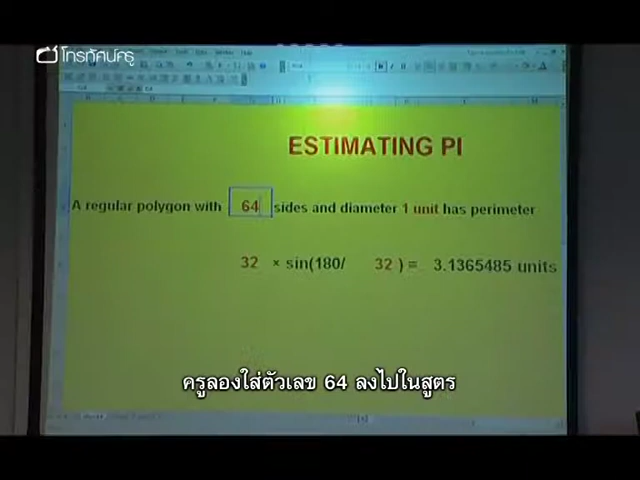 โทรทัศน์ครู
ESTIMATING PI
A regular polygon with 64 sides and diameter 1 unit has perimeter
32 × sin(180/ 32 ) = 3.1365485 units
ครูลองใส่ตัวเลข 64 ลงไปในสูตร